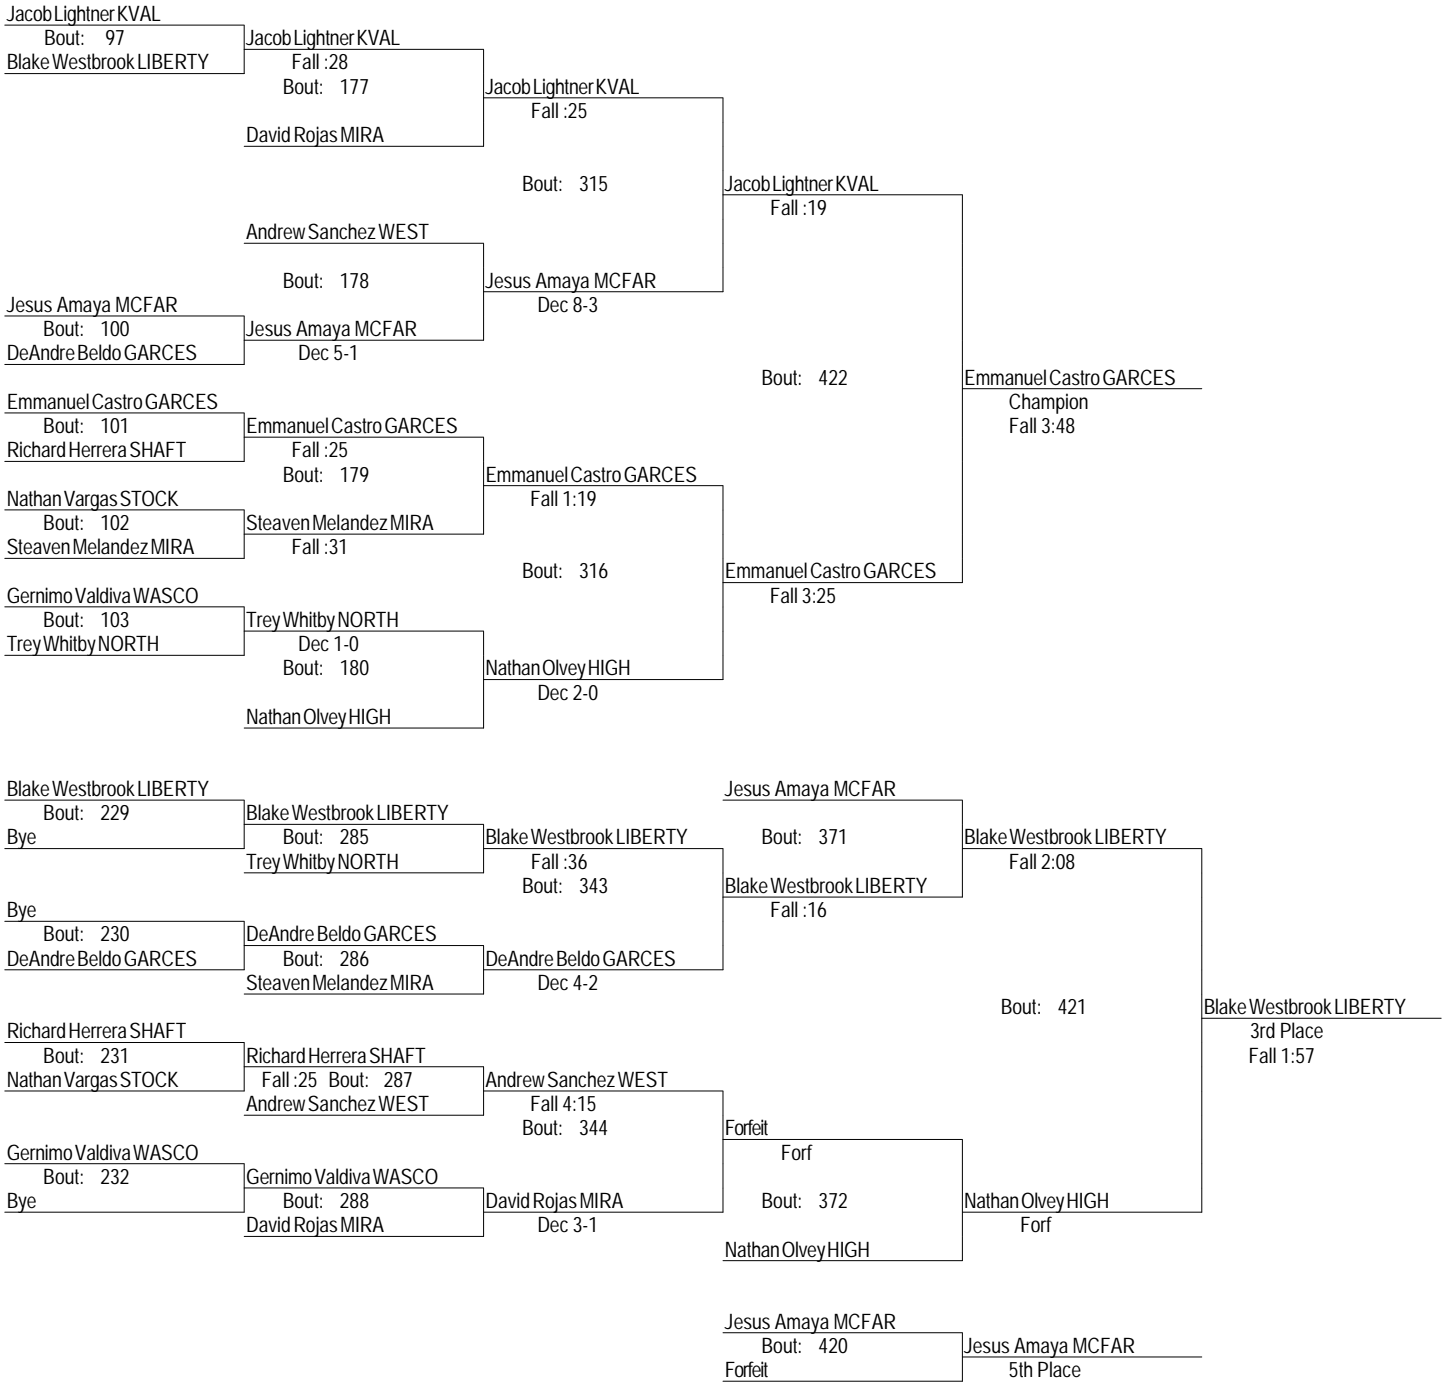 Jacob Lightner KVAL
Bout: 97
Blake Westbrook LIBERTY
Jacob Lightner KVAL
Fall :28
Bout: 177
David Rojas MIRA
Jacob Lightner KVAL
Fall :25
Bout: 315
Andrew Sanchez WEST
Bout: 178
Jesus Amaya MCFAR
Bout: 100
DeAndre Beldo GARCES
Jesus Amaya MCFAR
Dec 5-1
Jesus Amaya MCFAR
Dec 8-3
Jacob Lightner KVAL
Fall :19
Bout: 422
Emmanuel Castro GARCES
Champion
Fall 3:48
Emmanuel Castro GARCES
Bout: 101
Richard Herrera SHAFT
Emmanuel Castro GARCES
Fall :25
Bout: 179
Nathan Vargas STOCK
Bout: 102
Steaven Melandez MIRA
Steaven Melandez MIRA
Fall :31
Emmanuel Castro GARCES
Fall 1:19
Bout: 316
Emmanuel Castro GARCES
Fall 3:25
Gernimo Valdiva WASCO
Bout: 103
Trey Whitby NORTH
Trey Whitby NORTH
Dec 1-0
Bout: 180
Nathan Olvey HIGH
Nathan Olvey HIGH
Dec 2-0
Blake Westbrook LIBERTY
Bout: 229
Bye
Blake Westbrook LIBERTY
Bout: 285
Trey Whitby NORTH
Blake Westbrook LIBERTY
Fall :36
Bout: 343
Jesus Amaya MCFAR
Bout: 371
Blake Westbrook LIBERTY
Fall :16
Blake Westbrook LIBERTY
Fall 2:08
Bye
Bout: 230
DeAndre Beldo GARCES
DeAndre Beldo GARCES
Bout: 286
Steaven Melandez MIRA
DeAndre Beldo GARCES
Dec 4-2
Bout: 421
Blake Westbrook LIBERTY
3rd Place
Fall 1:57
Richard Herrera SHAFT
Bout: 231
Nathan Vargas STOCK
Richard Herrera SHAFT
Fall :25 Bout: 287
Andrew Sanchez WEST
Andrew Sanchez WEST
Fall 4:15
Bout: 344
Forfeit
Forf
Bout: 372
Nathan Olvey HIGH
Nathan Olvey HIGH
Forf
Gernimo Valdiva WASCO
Bout: 232
Bye
Gernimo Valdiva WASCO
Bout: 288
David Rojas MIRA
David Rojas MIRA
Dec 3-1
Jesus Amaya MCFAR
Bout: 420
Forfeit
Jesus Amaya MCFAR
5th Place